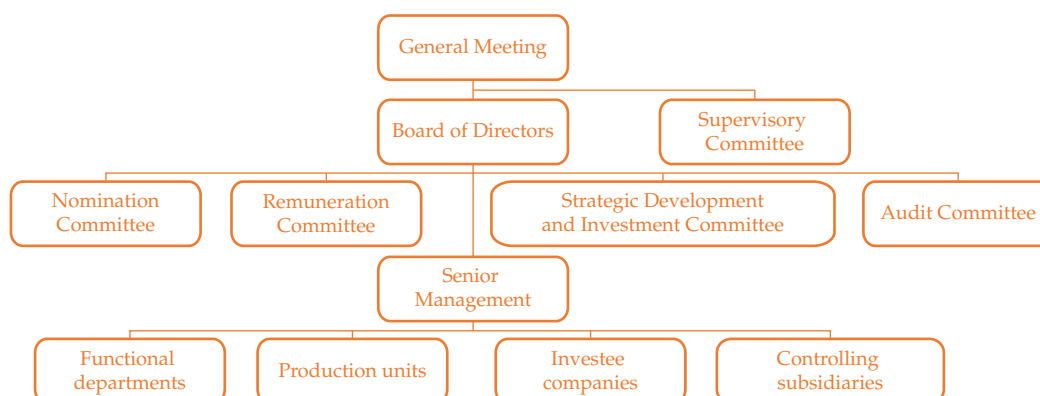 General Meeting
Board of Directors
Supervisory
Committee
Nomination
Committee
Remuneration
Committee
Strategic Development
and Investment Committee
Audit Committee
Senior
Management
Functional
departments
Production units
Investee
companies
Controlling
subsidiaries